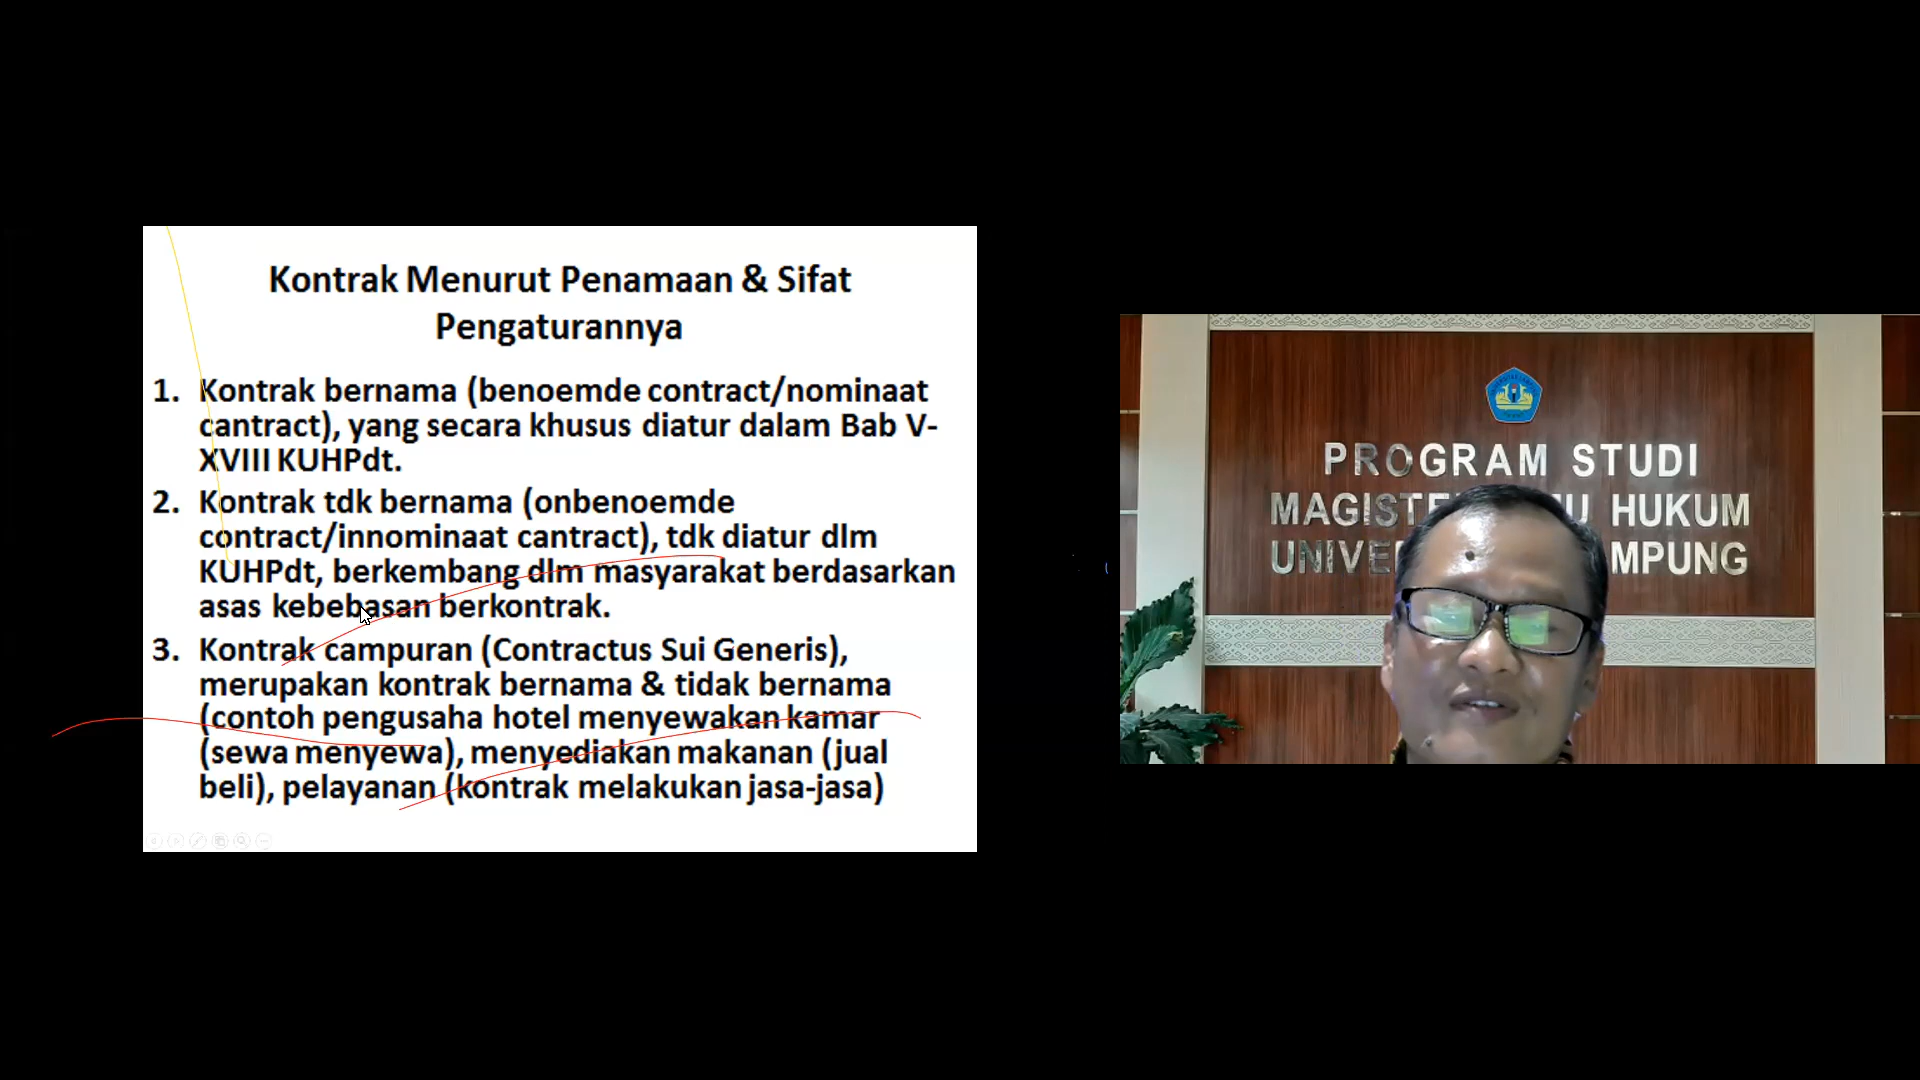 Kontrak Menurut Penamaan & Sifat
Pengaturannya
1. Kontrak bernama (benoemde contract/nominaat
cantract), yang secara khusus diatur dalam Bab V-
XVIII KUHPdt.
2. Kontrak tdk bernama (onbenoemde
contract/innominaat cantract), tdk diatur dlm
KUHPdt, berkembang dlm masyarakat berdasarkan
asas kebebasan berkontrak.
3. Kontrak campuran (Contractus Sui Generis),
merupakan kontrak bernama & tidak bernama
(contoh pengusaha hotel menyewakan kamar
(sewa menyewa), menyediakan makanan (jual
beli), pelayanan (kontrak melakukan jasa-jasa)
PROGRAM STUDI
HUKUM